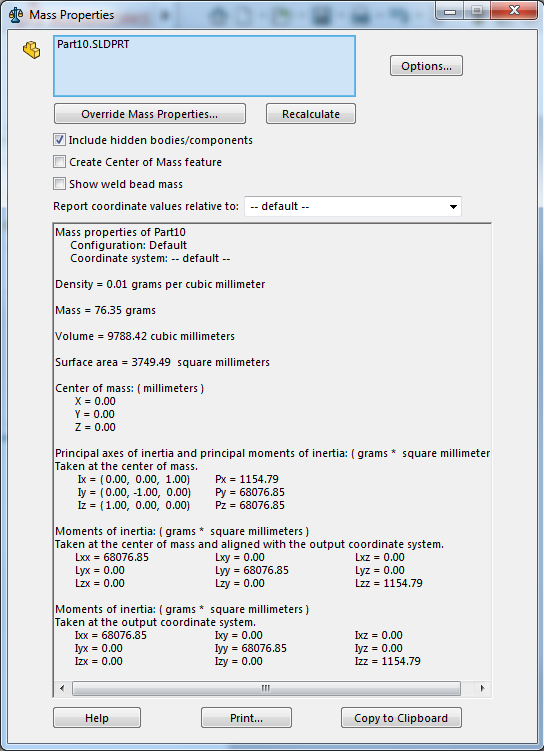 Mass Properties
Part10.SLDPRT
Options...
Override Mass Properties... Recalculate
Include hidden bodies/components
Create Center of Mass feature
Show weld bead mass
Report coordinate values relative to: -- default --
Mass properties of Part10
Configuration: Default
Coordinate system: -- default --
Density = 0.01 grams per cubic millimeter
Mass = 76.35 grams
Volume = 9788.42 cubic millimeters
Surface area = 3749.49 square millimeters
Center of mass: ( millimeters )
X = 0.00
Y = 0.00
Z = 0.00
Principal axes of inertia and principal moments of inertia: ( grams * square millimeter
Taken at the center of mass.
Ix = ( 0.00, 0.00, 1.00) Px = 1154.79
Iy = ( 0.00, -1.00, 0.00) Py = 68076.85
Iz = ( 1.00, 0.00, 0.00) Pz = 68076.85
Moments of inertia: ( grams * square millimeters )
Taken at the center of mass and aligned with the output coordinate system.
Lxx = 68076.85 Lxy = 0.00 Lxz = 0.00
Lyx = 0.00 Lyy = 68076.85 Lyz = 0.00
Lzx = 0.00 Lzy = 0.00 Lzz = 1154.79
Moments of inertia: ( grams * square millimeters )
Taken at the output coordinate system.
Ixx = 68076.85 Ixy = 0.00 Ixz = 0.00
Iyx = 0.00 Iyy = 68076.85 Iyz = 0.00
Izx = 0.00 Izy = 0.00 Izz = 1154.79
Help Print... Copy to Clipboard